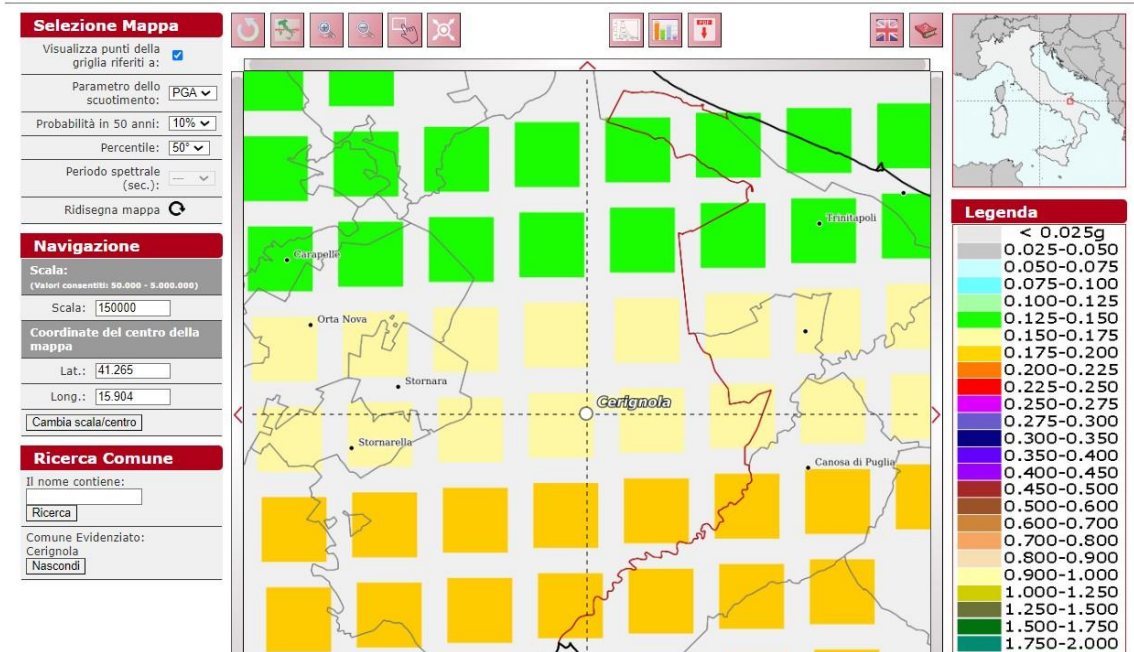 Selezione Mappa
Visualizza punti della
griglia riferiti a:
Parametro dello
scuotimento:
PGA
Probabilità in 50 anni:
10%
Percentile:
50°
Periodo spettrale
(sec.):
---
Ridisegna mappa
Navigazione
Scala:
(Valori consentiti: 50.000 - 5.000.000)
Scala:
150000
Coordinate del centro della
mappa
Lat.:
41.265
Long.:
15.904
Cambia scala/centro
Ricerca Comune
Il nome contiene:
Ricerca
Comune Evidenziato:
Cerignola
Nascondi
PDF
Trinitapoli
Carapelle
Orta Nova
Stornara
Cerignola
Stornarella
Canosa di Puglia
Legenda
< 0.025g
0.025-0.050
0.050-0.075
0.075-0.100
0.100-0.125
0.125-0.150
0.150-0.175
0.175-0.200
0.200-0.225
0.225-0.250
0.250-0.275
0.275-0.300
0.300-0.350
0.350-0.400
0.400-0.450
0.450-0.500
0.500-0.600
0.600-0.700
0.700-0.800
0.800-0.900
0.900-1.000
1.000-1.250
1.250-1.500
1.500-1.750
1.750-2.000